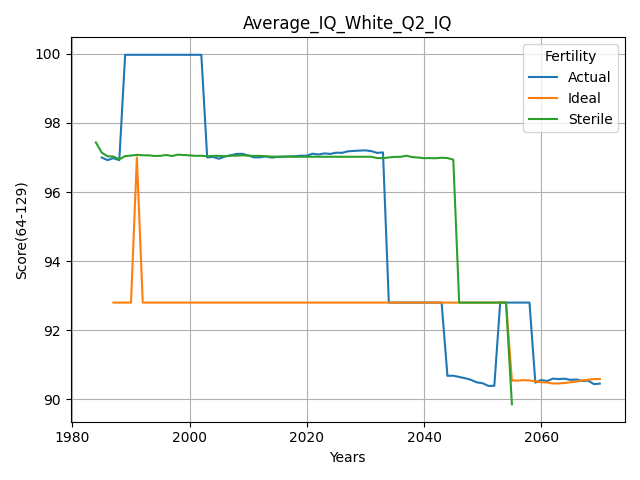 Average_IQ_White_Q2_IQ
Fertility
Actual
Ideal
Sterile
Score(64-129)
100
98
96
94
92
90
1980
2000
2020
2040
2060
Years